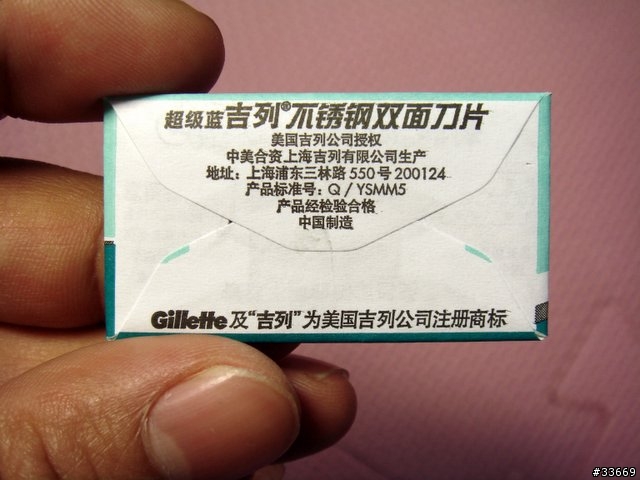 超级蓝吉列®不锈钢双面刀片
美国吉列公司授权
中美合资上海吉列有限公司生产
地址：上海浦东三林路550号 200124
产品标准号：Q/YSMM5
产品经检验合格
中国制造
Gillette及“吉列”为美国吉列公司注册商标
#33669